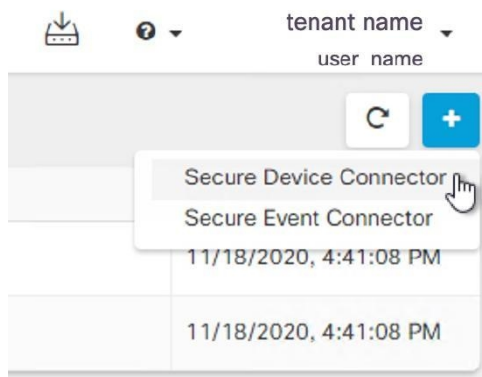 tenant name
user name
Secure Device Connector
Secure Event Connector
11/18/2020, 4:41:08 PM
11/18/2020, 4:41:08 PM